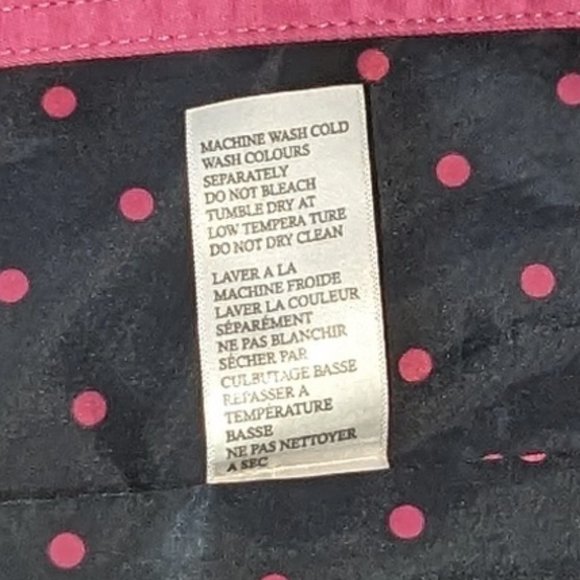 MACHINE WASH COLD
WASH COLOURS
SEPARATELY
DO NOT BLEACH
TUMBLE DRY AT
LOW TEMPERA TURE
DO NOT DRY CLEAN
LAVER A LA
MACHINE FROIDE
LAVER LA COULEUR
SÉPARÉMENT
NE PAS BLANCHIR
SÉCHER PAR
CULBUTAGE BASSE
REPASSER A
TEMPÉRATURE
BASSE
NE PAS NETTOYER
A SEC